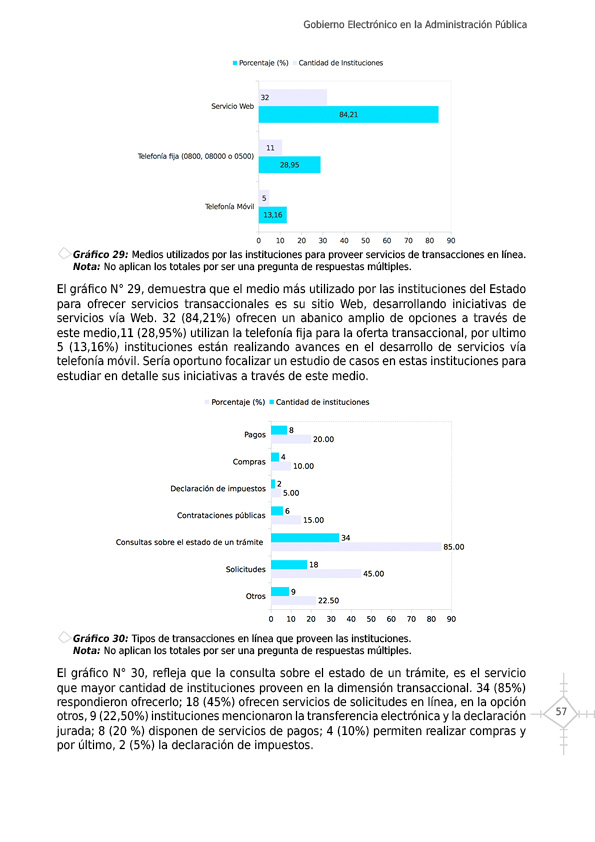 Gobierno Electrónico en la Administración Pública
Porcentaje (%) Cantidad de Instituciones
Servicio Web
32
84,21
Telefonía fija (0800, 08000 o 0500)
11
28,95
Telefonía Móvil
5
13,16
0 10 20 30 40 50 60 70 80 90
Gráfico 29: Medios utilizados por las instituciones para proveer servicios de transacciones en línea.
Nota: No aplican los totales por ser una pregunta de respuestas múltiples.
El gráfico N° 29, demuestra que el medio más utilizado por las instituciones del Estado
para ofrecer servicios transaccionales es su sitio Web, desarrollando iniciativas de
servicios vía Web. 32 (84,21%) ofrecen un abanico amplio de opciones a través de
este medio,11 (28,95%) utilizan la telefonía fija para la oferta transaccional, por ultimo
5 (13,16%) instituciones están realizando avances en el desarrollo de servicios vía
telefonía móvil. Sería oportuno focalizar un estudio de casos en estas instituciones para
estudiar en detalle sus iniciativas a través de este medio.
Porcentaje (%) Cantidad de instituciones
Pagos
8
20.00
Compras
4
10.00
Declaración de impuestos
2
5.00
Contrataciones públicas
6
15.00
Consultas sobre el estado de un trámite
34
85.00
Solicitudes
18
45.00
Otros
9
22.50
0 10 20 30 40 50 60 70 80 90
Gráfico 30: Tipos de transacciones en línea que proveen las instituciones.
Nota: No aplican los totales por ser una pregunta de respuestas múltiples.
El gráfico N° 30, refleja que la consulta sobre el estado de un trámite, es el servicio
que mayor cantidad de instituciones proveen en la dimensión transaccional. 34 (85%)
respondieron ofrecerlo; 18 (45%) ofrecen servicios de solicitudes en línea, en la opción
otros, 9 (22,50%) instituciones mencionaron la transferencia electrónica y la declaración
jurada; 8 (20 %) disponen de servicios de pagos; 4 (10%) permiten realizar compras y
por último, 2 (5%) la declaración de impuestos.
57